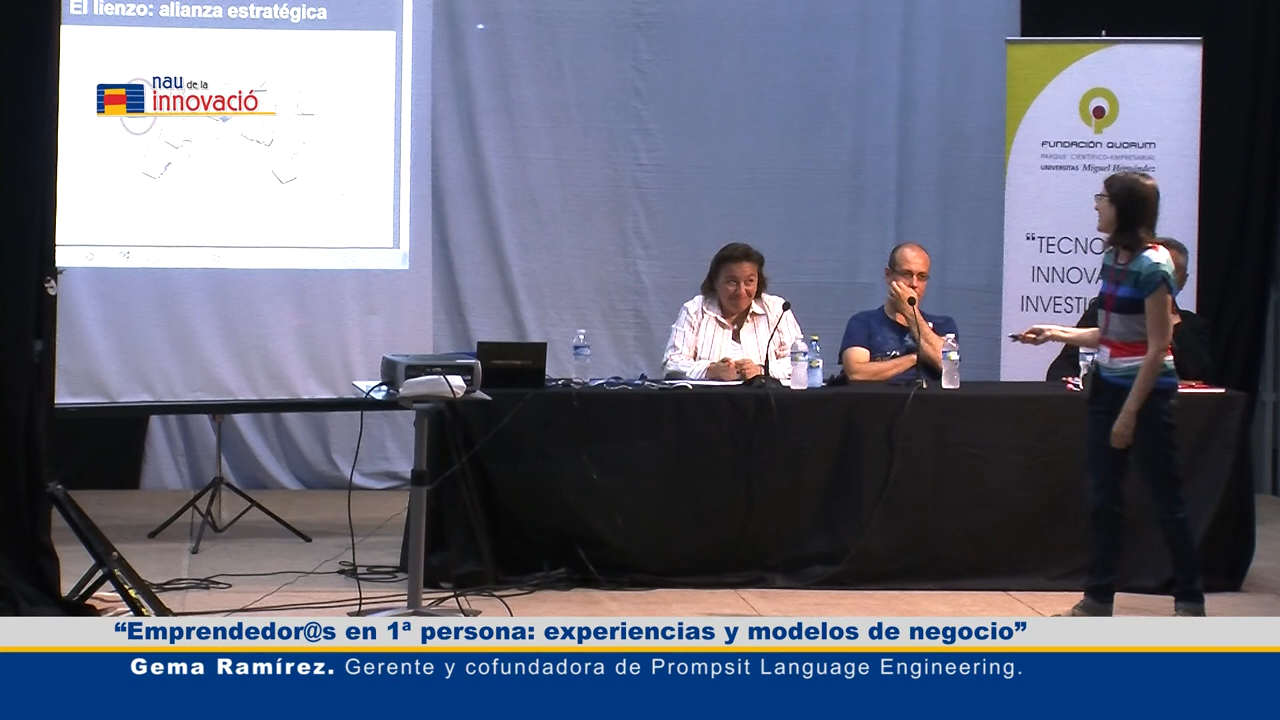 El lienzo: alianza estratégica
nau de la
innovació
FUNDACIÓN QUORUM
PARQUE CIENTÍFICO-EMPRESARIAL
UNIVERSITAS Miguel Hernández
“TECNO
INNOVA
INVESTI
“Emprendedor@s en 1ª persona: experiencias y modelos de negocio”
Gema Ramírez. Gerente y cofundadora de Prompsit Language Engineering.